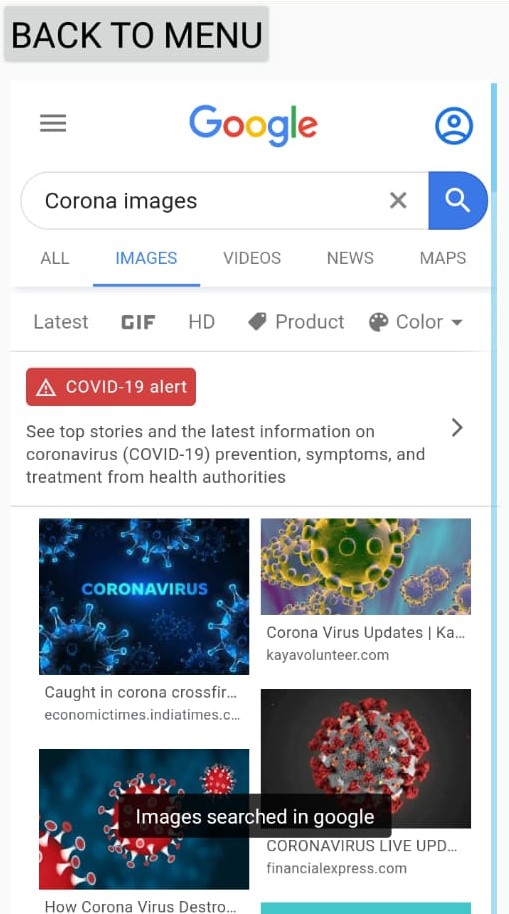 BACK TO MENU
Google
Corona images
ALL IMAGES VIDEOS NEWS MAPS
Latest GIF HD Product Color
COVID-19 alert
See top stories and the latest information on
coronavirus (COVID-19) prevention, symptoms, and
treatment from health authorities
CORONAVIRUS
Caught in corona crossfir...
economictimes.indiatimes.c...
Corona Virus Updates | Ka...
kayavolunteer.com
Images searched in google
CORONAVIRUS LIVE UPD...
financialexpress.com
How Corona Virus Destro...